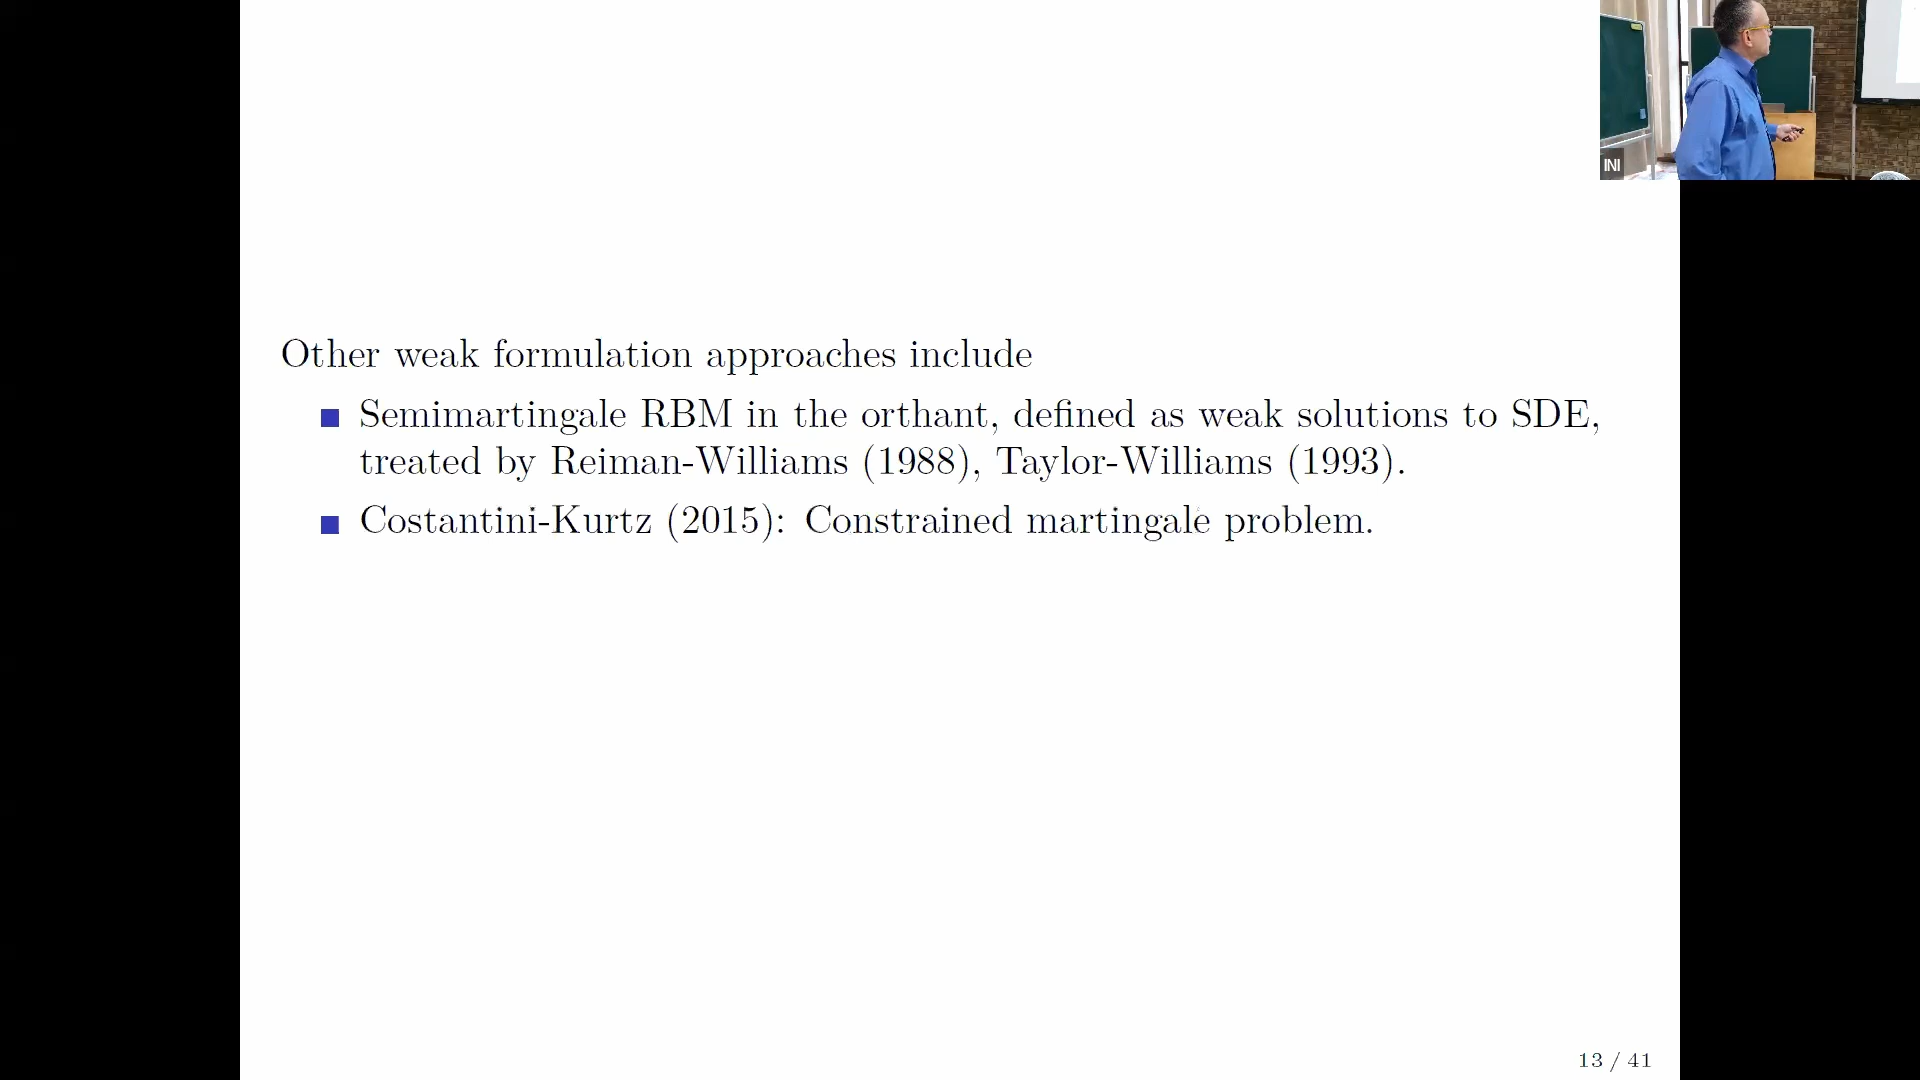 INI
Other weak formulation approaches include
Semimartingale RBM in the orthant, defined as weak solutions to SDE,
treated by Reiman-Williams (1988), Taylor-Williams (1993).
Costantini-Kurtz (2015): Constrained martingale problem.
13 / 41